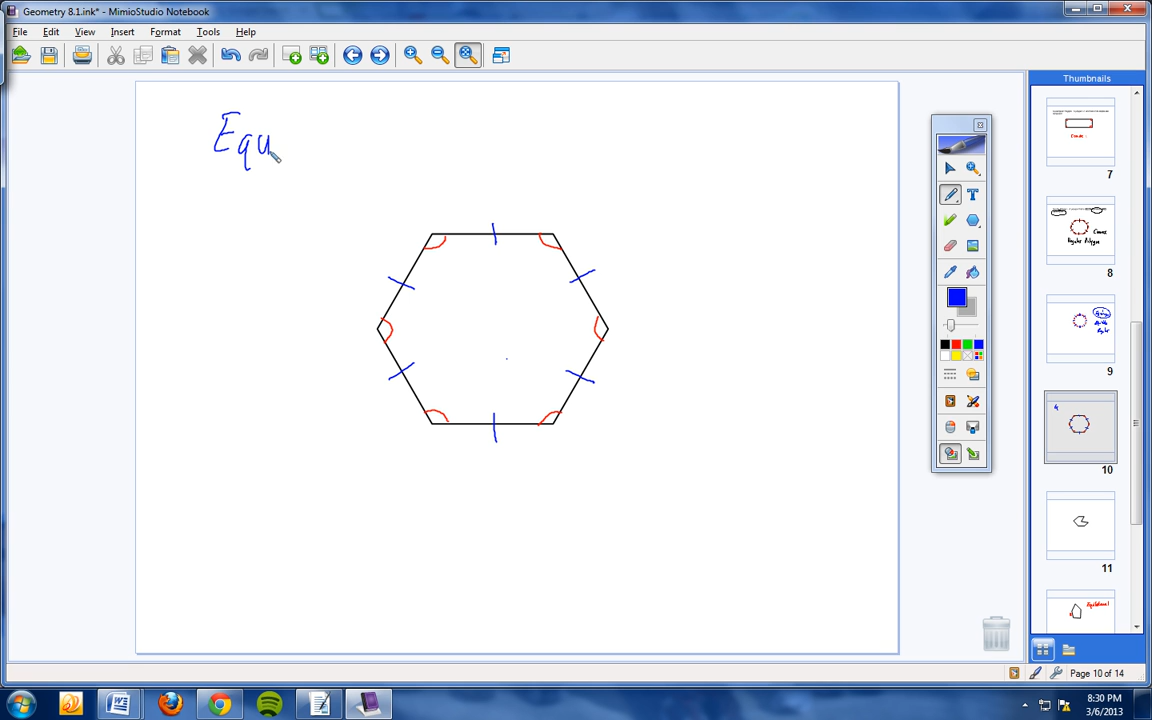 Geometry 8.1.ink* - MimioStudio Notebook
File Edit View Insert Format Tools Help
Equ
Thumbnails
7
8
9
10
11
Equilateral
Page 10 of 14
8:30 PM
3/6/2013